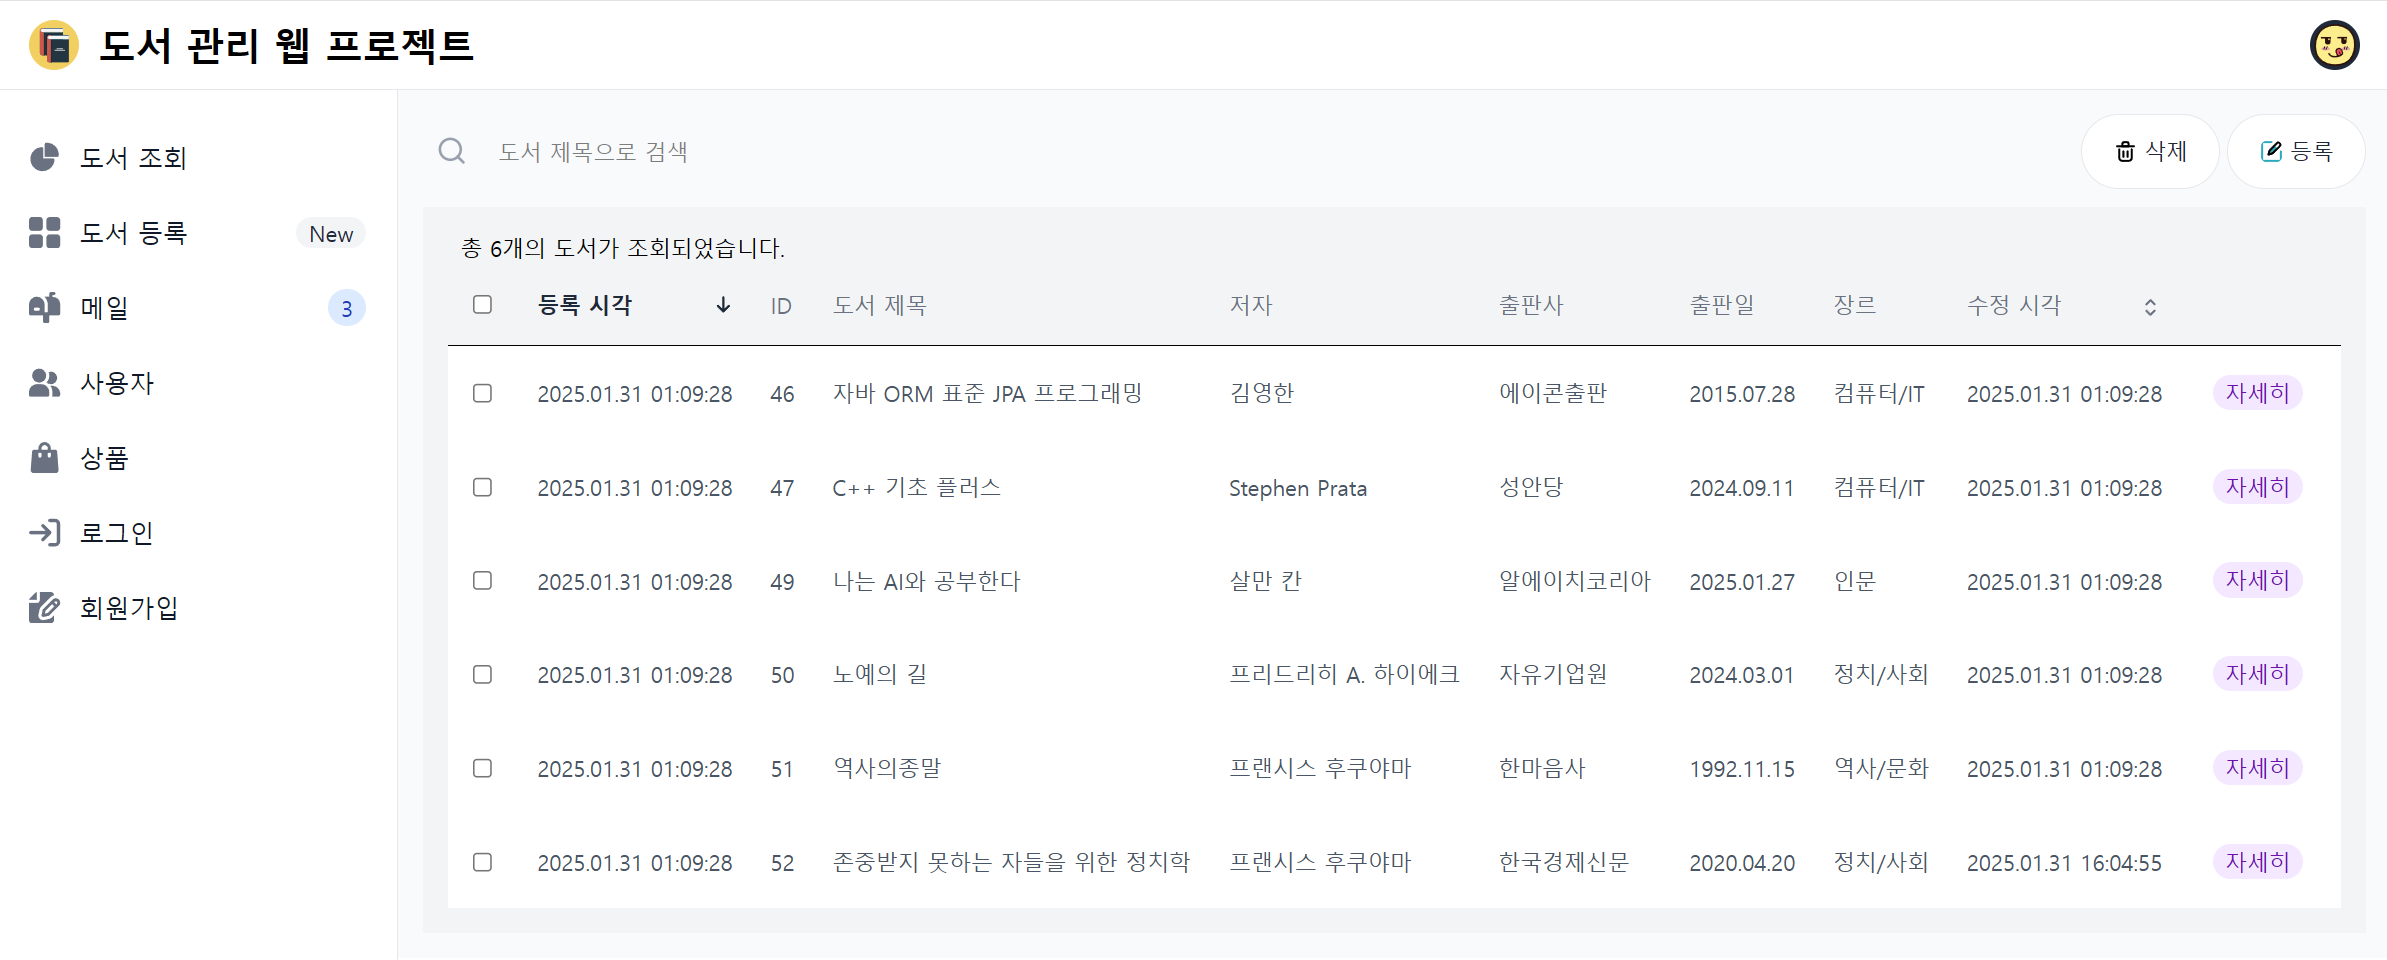 도서 관리 웹 프로젝트
도서 조회
도서 등록 New
메일 3
사용자
상품
로그인
회원가입
도서 제목으로 검색 삭제 등록
총 6개의 도서가 조회되었습니다.
등록 시각 ID 도서 제목 저자 출판사 출판일 장르 수정 시각
2025.01.31 01:09:28 46 자바 ORM 표준 JPA 프로그래밍 김영한 에이콘출판 2015.07.28 컴퓨터/IT 2025.01.31 01:09:28 자세히
2025.01.31 01:09:28 47 C++ 기초 플러스 Stephen Prata 성안당 2024.09.11 컴퓨터/IT 2025.01.31 01:09:28 자세히
2025.01.31 01:09:28 49 나는 AI와 공부한다 살만 칸 알에이치코리아 2025.01.27 인문 2025.01.31 01:09:28 자세히
2025.01.31 01:09:28 50 노예의 길 프리드리히 A. 하이에크 자유기업원 2024.03.01 정치/사회 2025.01.31 01:09:28 자세히
2025.01.31 01:09:28 51 역사의종말 프랜시스 후쿠야마 한마음사 1992.11.15 역사/문화 2025.01.31 01:09:28 자세히
2025.01.31 01:09:28 52 존중받지 못하는 자들을 위한 정치학 프랜시스 후쿠야마 한국경제신문 2020.04.20 정치/사회 2025.01.31 16:04:55 자세히